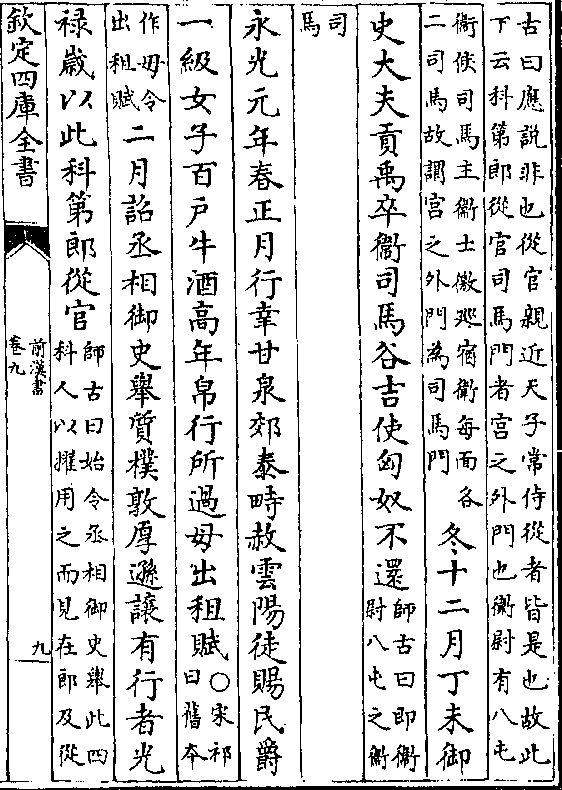 古曰應說非也從官親近天子常侍從者皆是也故此
下云科第郎從官司馬門者宮之外門也衞尉有八屯
衞候司馬主衞士徼廵宿衞每面各
二司馬故謂宮之外門為司馬門
冬十二月丁未御
史大夫貢禹卒衞司馬谷吉使匈奴不還
師古曰即衞
尉八屯之衞
司
馬
永光元年春正月行幸甘泉郊泰畤赦雲陽徒賜民爵
一級女子百戶牛酒高年帛行所過毋出租賦
○宋祁
曰舊本
作毋令
出租賦
二月詔丞相御史舉質樸敦厚遜讓有行者光
祿歲以此科第郎從官
師古曰始令丞相御史舉此四
科人以擢用之而見在郎及從
欽定四庫全書
前漢書
卷九
九